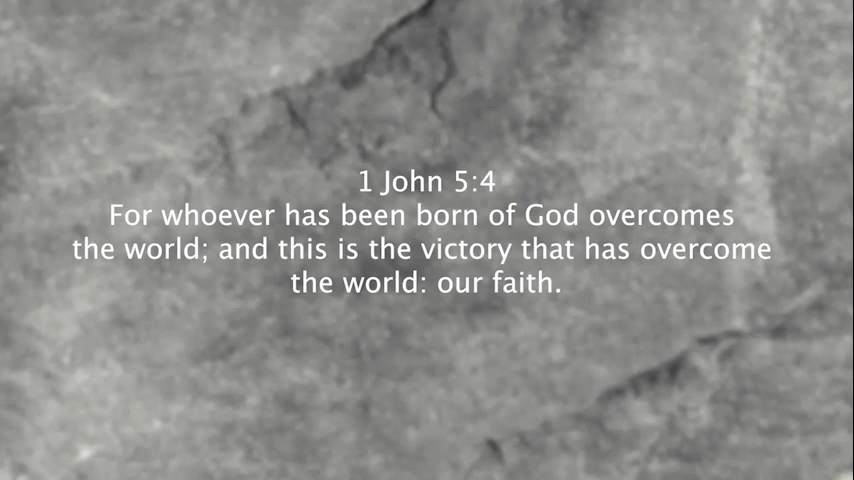 1 John 5:4
For whoever has been born of God overcomes
the world; and this is the victory that has overcome
the world: our faith.